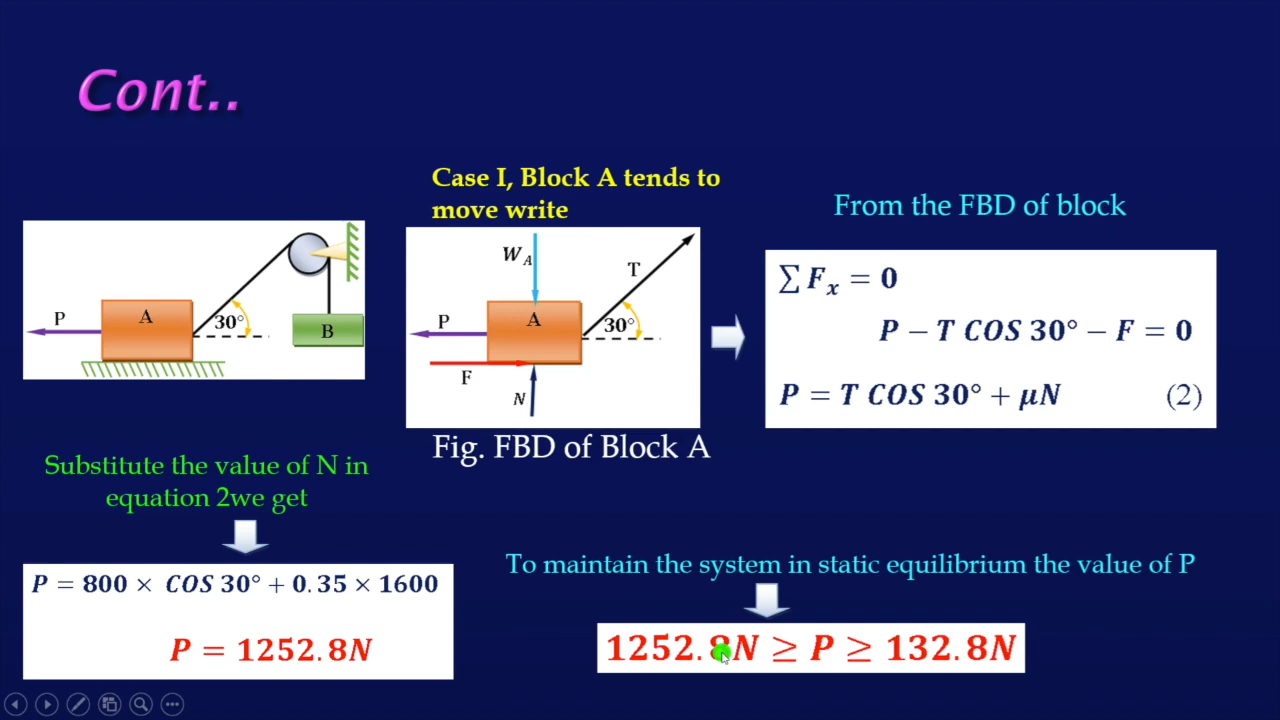 Cont..
P
A
30°
B
Case I, Block A tends to
move write
W_A
T
P
A
30°
F
N
Fig. FBD of Block A
From the FBD of block
∑ F_x = 0
P − T COS 30° − F = 0
P = T COS 30° + μN (2)
Substitute the value of N in
equation 2we get
P = 800 × COS 30° + 0.35 × 1600
P = 1252.8N
To maintain the system in static equilibrium the value of P
1252.8N ≥ P ≥ 132.8N